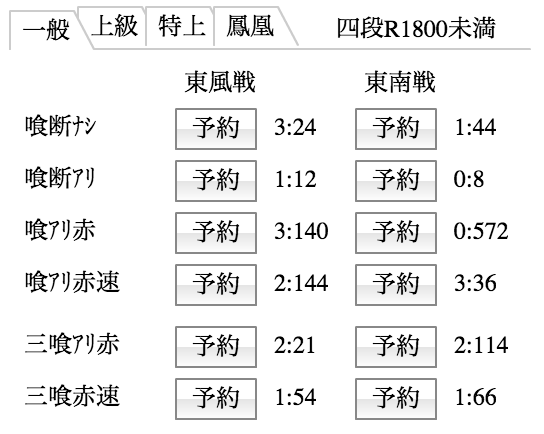 一般 上級 特上 鳳凰 四段R1800未満
東風戦 東南戦
喰断ﾅｼ 予約 3:24 予約 1:44
喰断ｱﾘ 予約 1:12 予約 0:8
喰ｱﾘ赤 予約 3:140 予約 0:572
喰ｱﾘ赤速 予約 2:144 予約 3:36
三喰ｱﾘ赤 予約 2:21 予約 2:114
三喰赤速 予約 1:54 予約 1:66